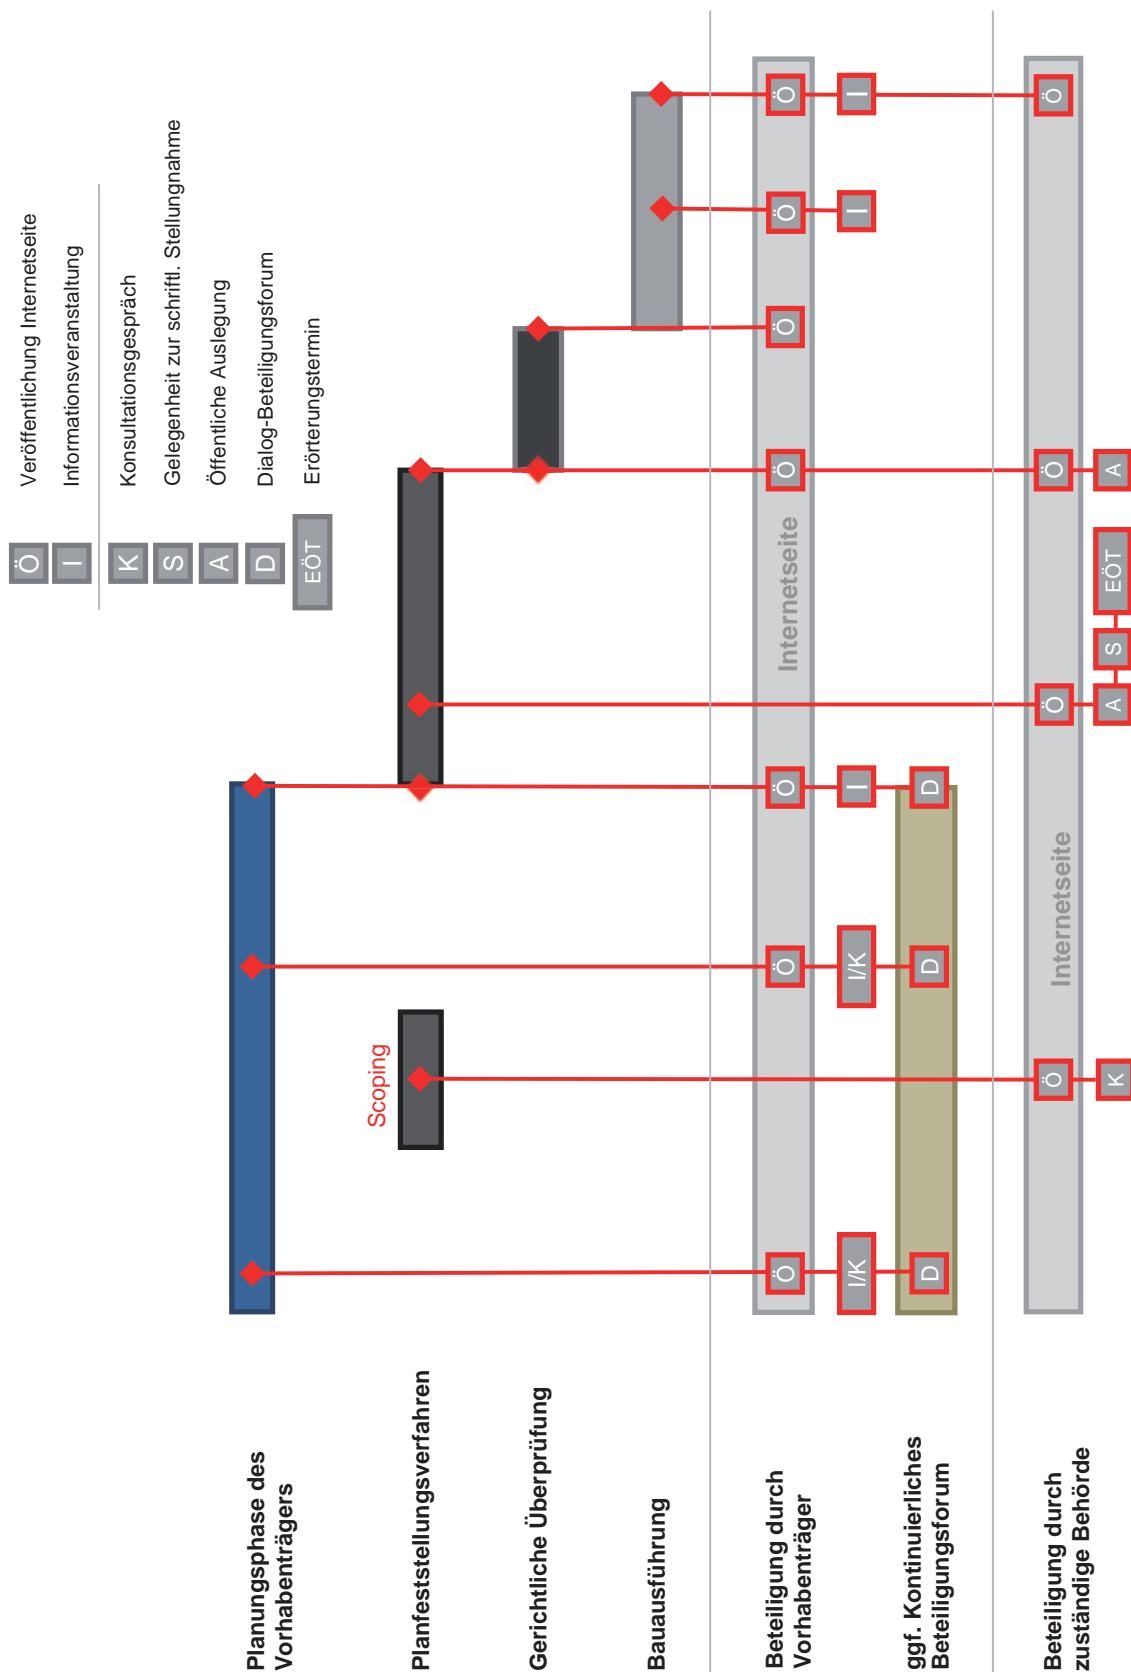 Ö Veröffentlichung Internetseite
I Informationsveranstaltung
K Konsultationsgespräch
S Gelegenheit zur schriftl. Stellungnahme
A Öffentliche Auslegung
D Dialog-Beteiligungsforum
EÖT Erörterungstermin
Planungsphase des
Vorhabenträgers
Scoping
Planfeststellungsverfahren
Gerichtliche Überprüfung
Bauausführung
Beteiligung durch
Vorhabenträger
Ö Ö Ö Internetseite Ö Ö Ö Ö
I/K I/K I I I
ggf. Kontinuierliches
Beteiligungsforum
D D D
Beteiligung durch
zuständige Behörde
Ö Internetseite Ö Ö Ö
K A S EÖT A